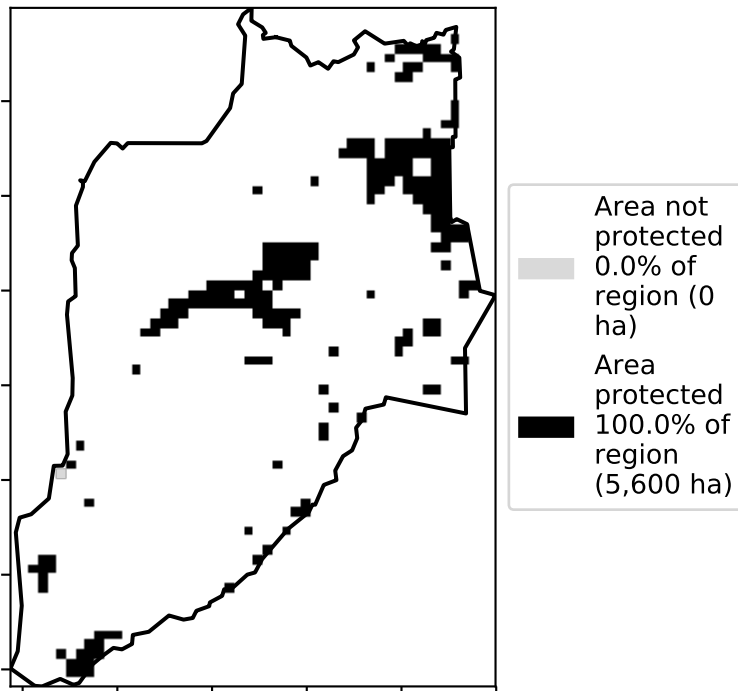 Area not
protected
0.0% of
region (0
ha)
Area
protected
100.0% of
region
(5,600 ha)